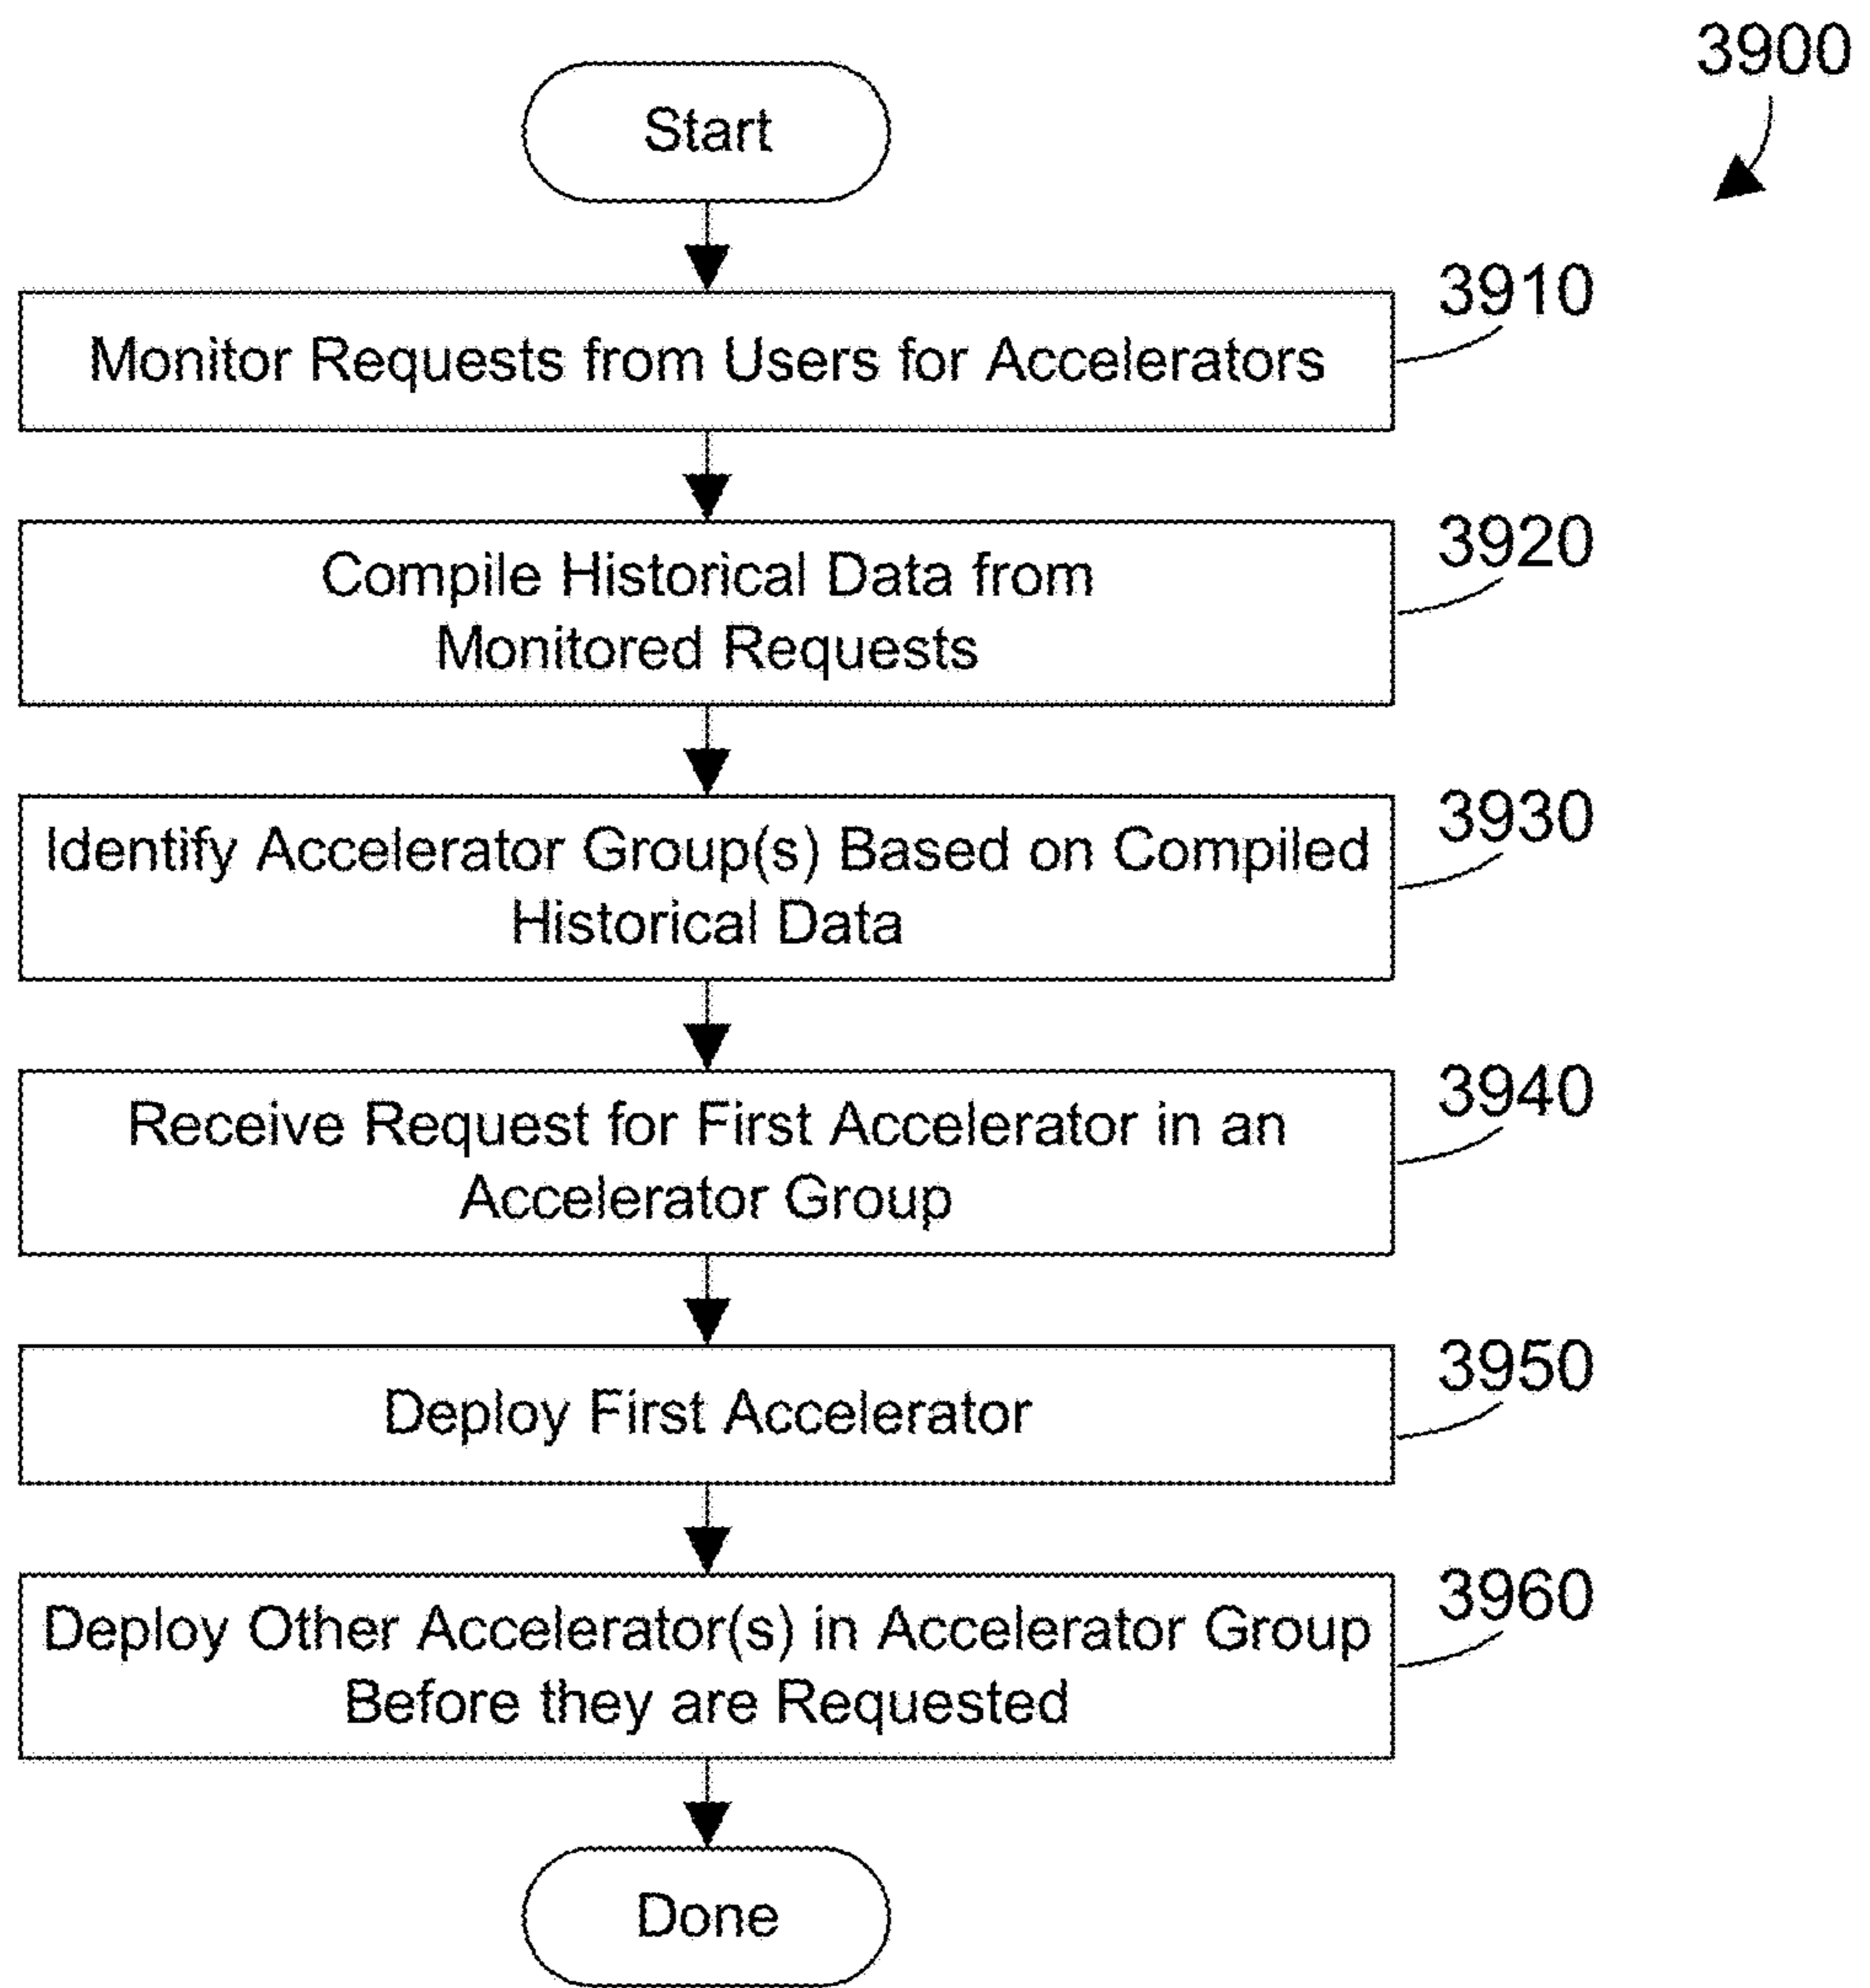 3900
Start
3910
Monitor Requests from Users for Accelerators
3920
Compile Historical Data from
Monitored Requests
3930
Identify Accelerator Group(s) Based on Compiled
Historical Data
3940
Receive Request for First Accelerator in an
Accelerator Group
3950
Deploy First Accelerator
3960
Deploy Other Accelerator(s) in Accelerator Group
Before they are Requested
Done